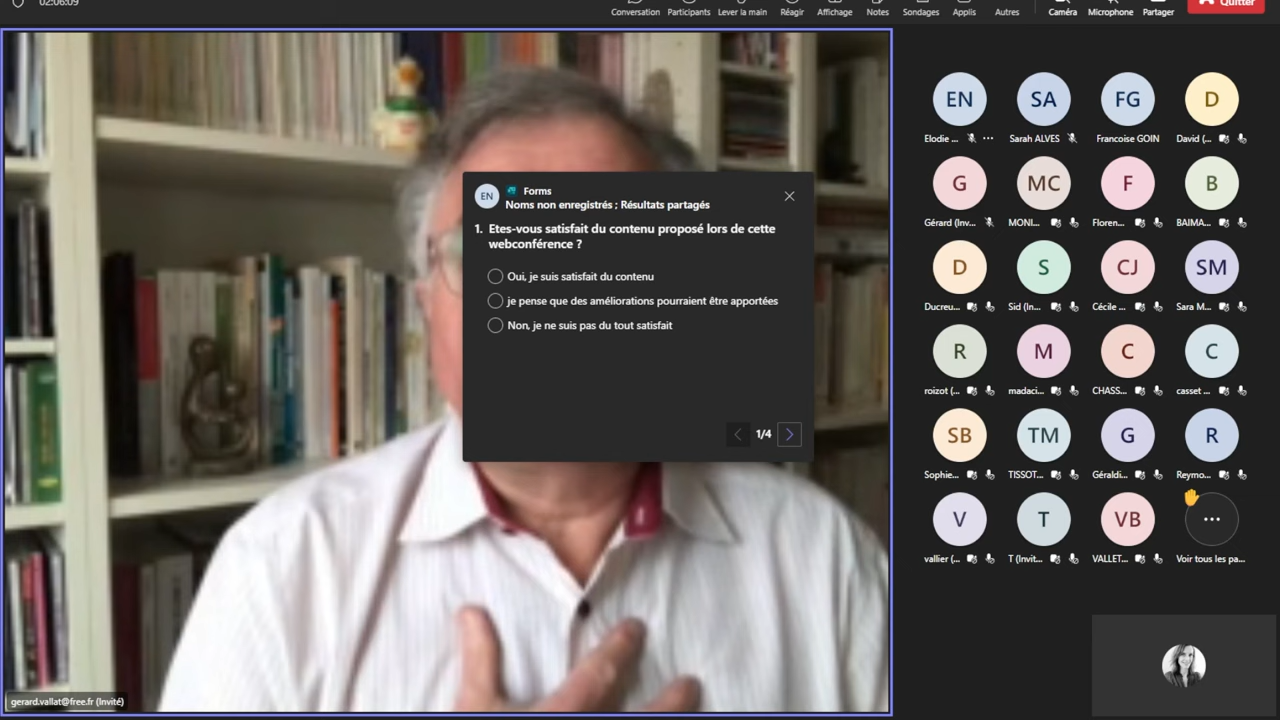 02:06:09
Conversation Participants Lever la main Réagir Affichage Notes Sondages Applis Autres Caméra Microphone Partager Quitter
EN SA FG D
Elodie ... Sarah ALVES Francoise GOIN David (...
G MC F B
Gérard (Inv... MONI... Floren... BAIMA...
D S CJ SM
Ducreu... Sid (In... Cécile ... Sara M...
R M C C
roizot (... madaci... CHASS... casset ...
SB TM G R
Sophie... TISSOT... Géraldi... Reymo...
V T VB ...
vallier (... T (Invit... VALLET... Voir tous les pa...
EN
Forms
Noms non enregistrés ; Résultats partagés
1. Etes-vous satisfait du contenu proposé lors de cette
webconférence ?
Oui, je suis satisfait du contenu
je pense que des améliorations pourraient être apportées
Non, je ne suis pas du tout satisfait
1/4
gerard.vallat@free.fr (Invité)